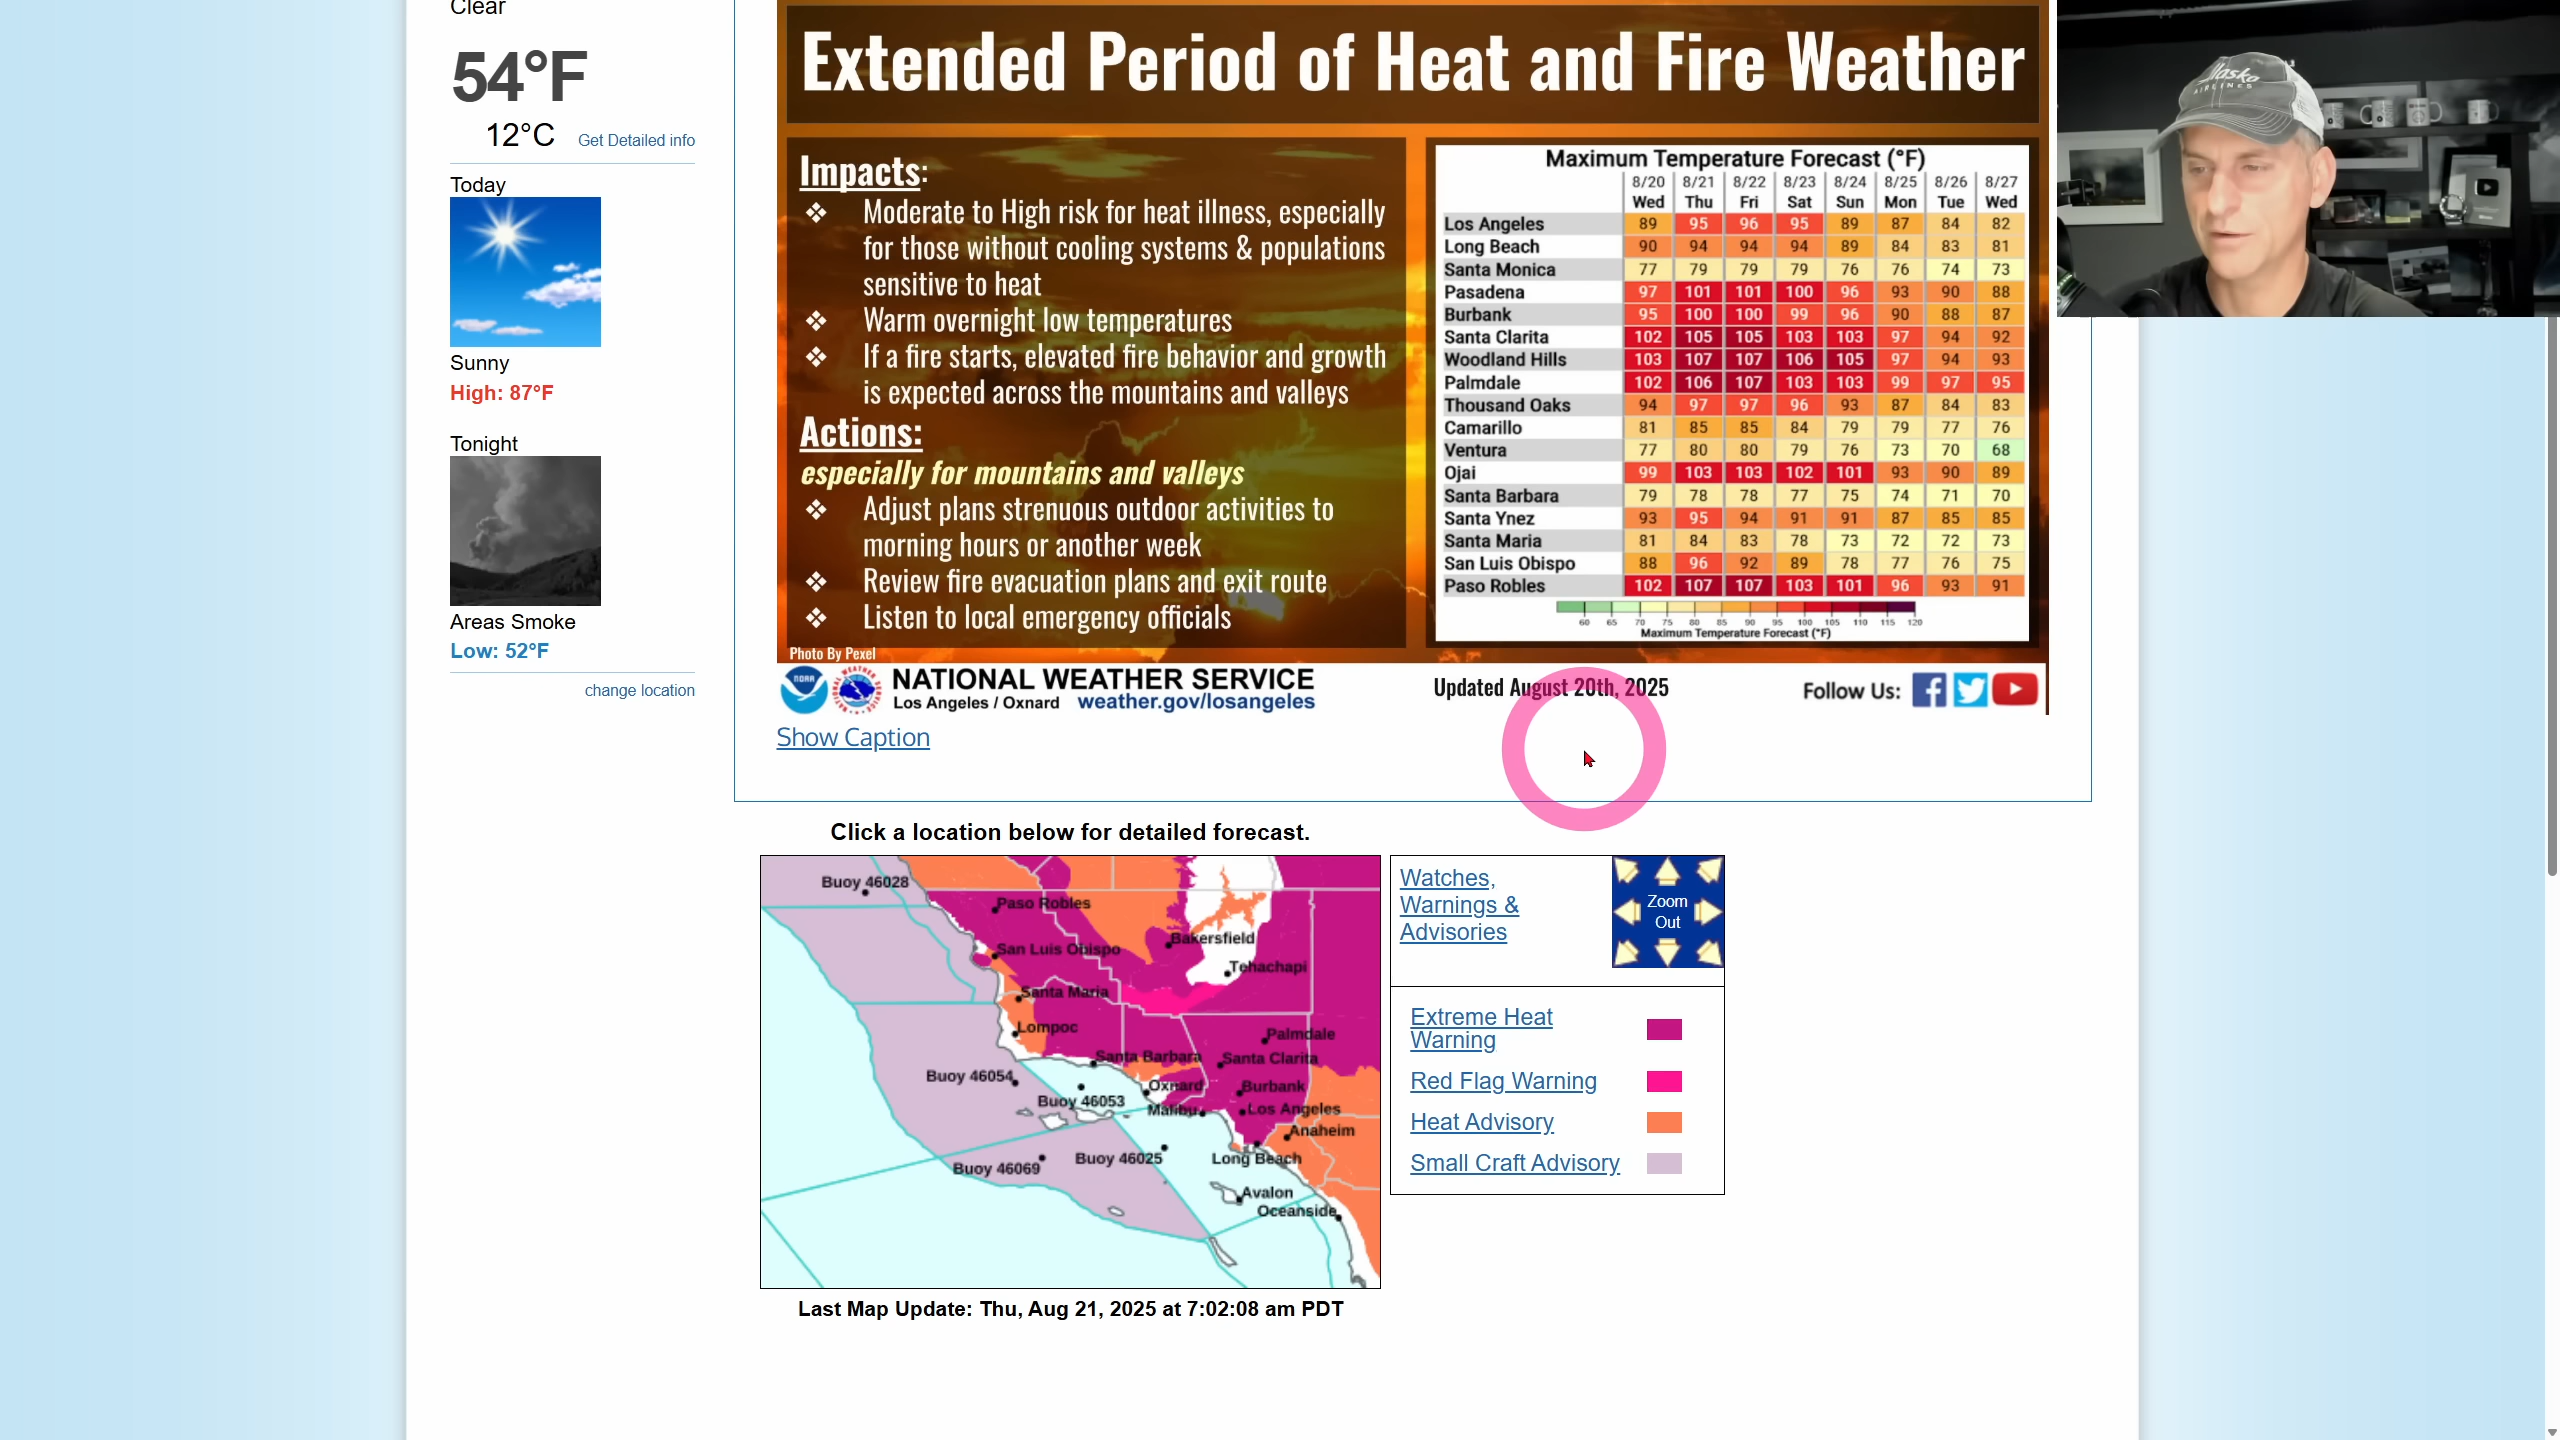 Clear
54°F
12°C Get Detailed info
Today
Sunny
High: 87°F
Tonight
Areas Smoke
Low: 52°F
change location
Extended Period of Heat and Fire Weather
Impacts:
❖ Moderate to High risk for heat illness, especially
for those without cooling systems & populations
sensitive to heat
❖ Warm overnight low temperatures
❖ If a fire starts, elevated fire behavior and growth
is expected across the mountains and valleys
Actions:
especially for mountains and valleys
❖ Adjust plans strenuous outdoor activities to
morning hours or another week
❖ Review fire evacuation plans and exit route
❖ Listen to local emergency officials
Photo By Pexel
Maximum Temperature Forecast (°F)
8/20 8/21 8/22 8/23 8/24 8/25 8/26 8/27
Wed Thu Fri Sat Sun Mon Tue Wed
Los Angeles 89 95 96 95 89 87 84 82
Long Beach 90 94 94 94 89 84 83 81
Santa Monica 77 79 79 79 76 76 74 73
Pasadena 97 101 101 100 96 93 90 88
Burbank 95 100 100 99 96 90 88 87
Santa Clarita 102 105 105 103 103 97 94 92
Woodland Hills 103 107 107 106 105 97 94 93
Palmdale 102 106 107 103 103 99 97 95
Thousand Oaks 94 97 97 96 93 87 84 83
Camarillo 81 85 85 84 79 79 77 76
Ventura 77 80 80 79 76 73 70 68
Ojai 99 103 103 102 101 93 90 89
Santa Barbara 79 78 78 77 75 74 71 70
Santa Ynez 93 95 94 91 91 87 85 85
Santa Maria 81 84 83 78 73 72 72 73
San Luis Obispo 88 96 92 89 78 77 76 75
Paso Robles 102 107 107 103 101 96 93 91
60 65 70 75 80 85 90 95 100 105 110 115 120
Maximum Temperature Forecast (°F)
NOAA
NATIONAL WEATHER SERVICE
Los Angeles / Oxnard weather.gov/losangeles
Updated August 20th, 2025
Follow Us:
Show Caption
Click a location below for detailed forecast.
Buoy 46028
Paso Robles
Bakersfield
San Luis Obispo
Tehachapi
Santa Maria
Lompoc
Palmdale
Santa Barbara
Santa Clarita
Buoy 46054
Oxnard
Burbank
Buoy 46053
Malibu
Los Angeles
Anaheim
Buoy 46069
Buoy 46025
Long Beach
Avalon
Oceanside
Last Map Update: Thu, Aug 21, 2025 at 7:02:08 am PDT
Watches,
Warnings &
Advisories
Zoom
Out
Extreme Heat
Warning
Red Flag Warning
Heat Advisory
Small Craft Advisory
Alaska
AIRLINES